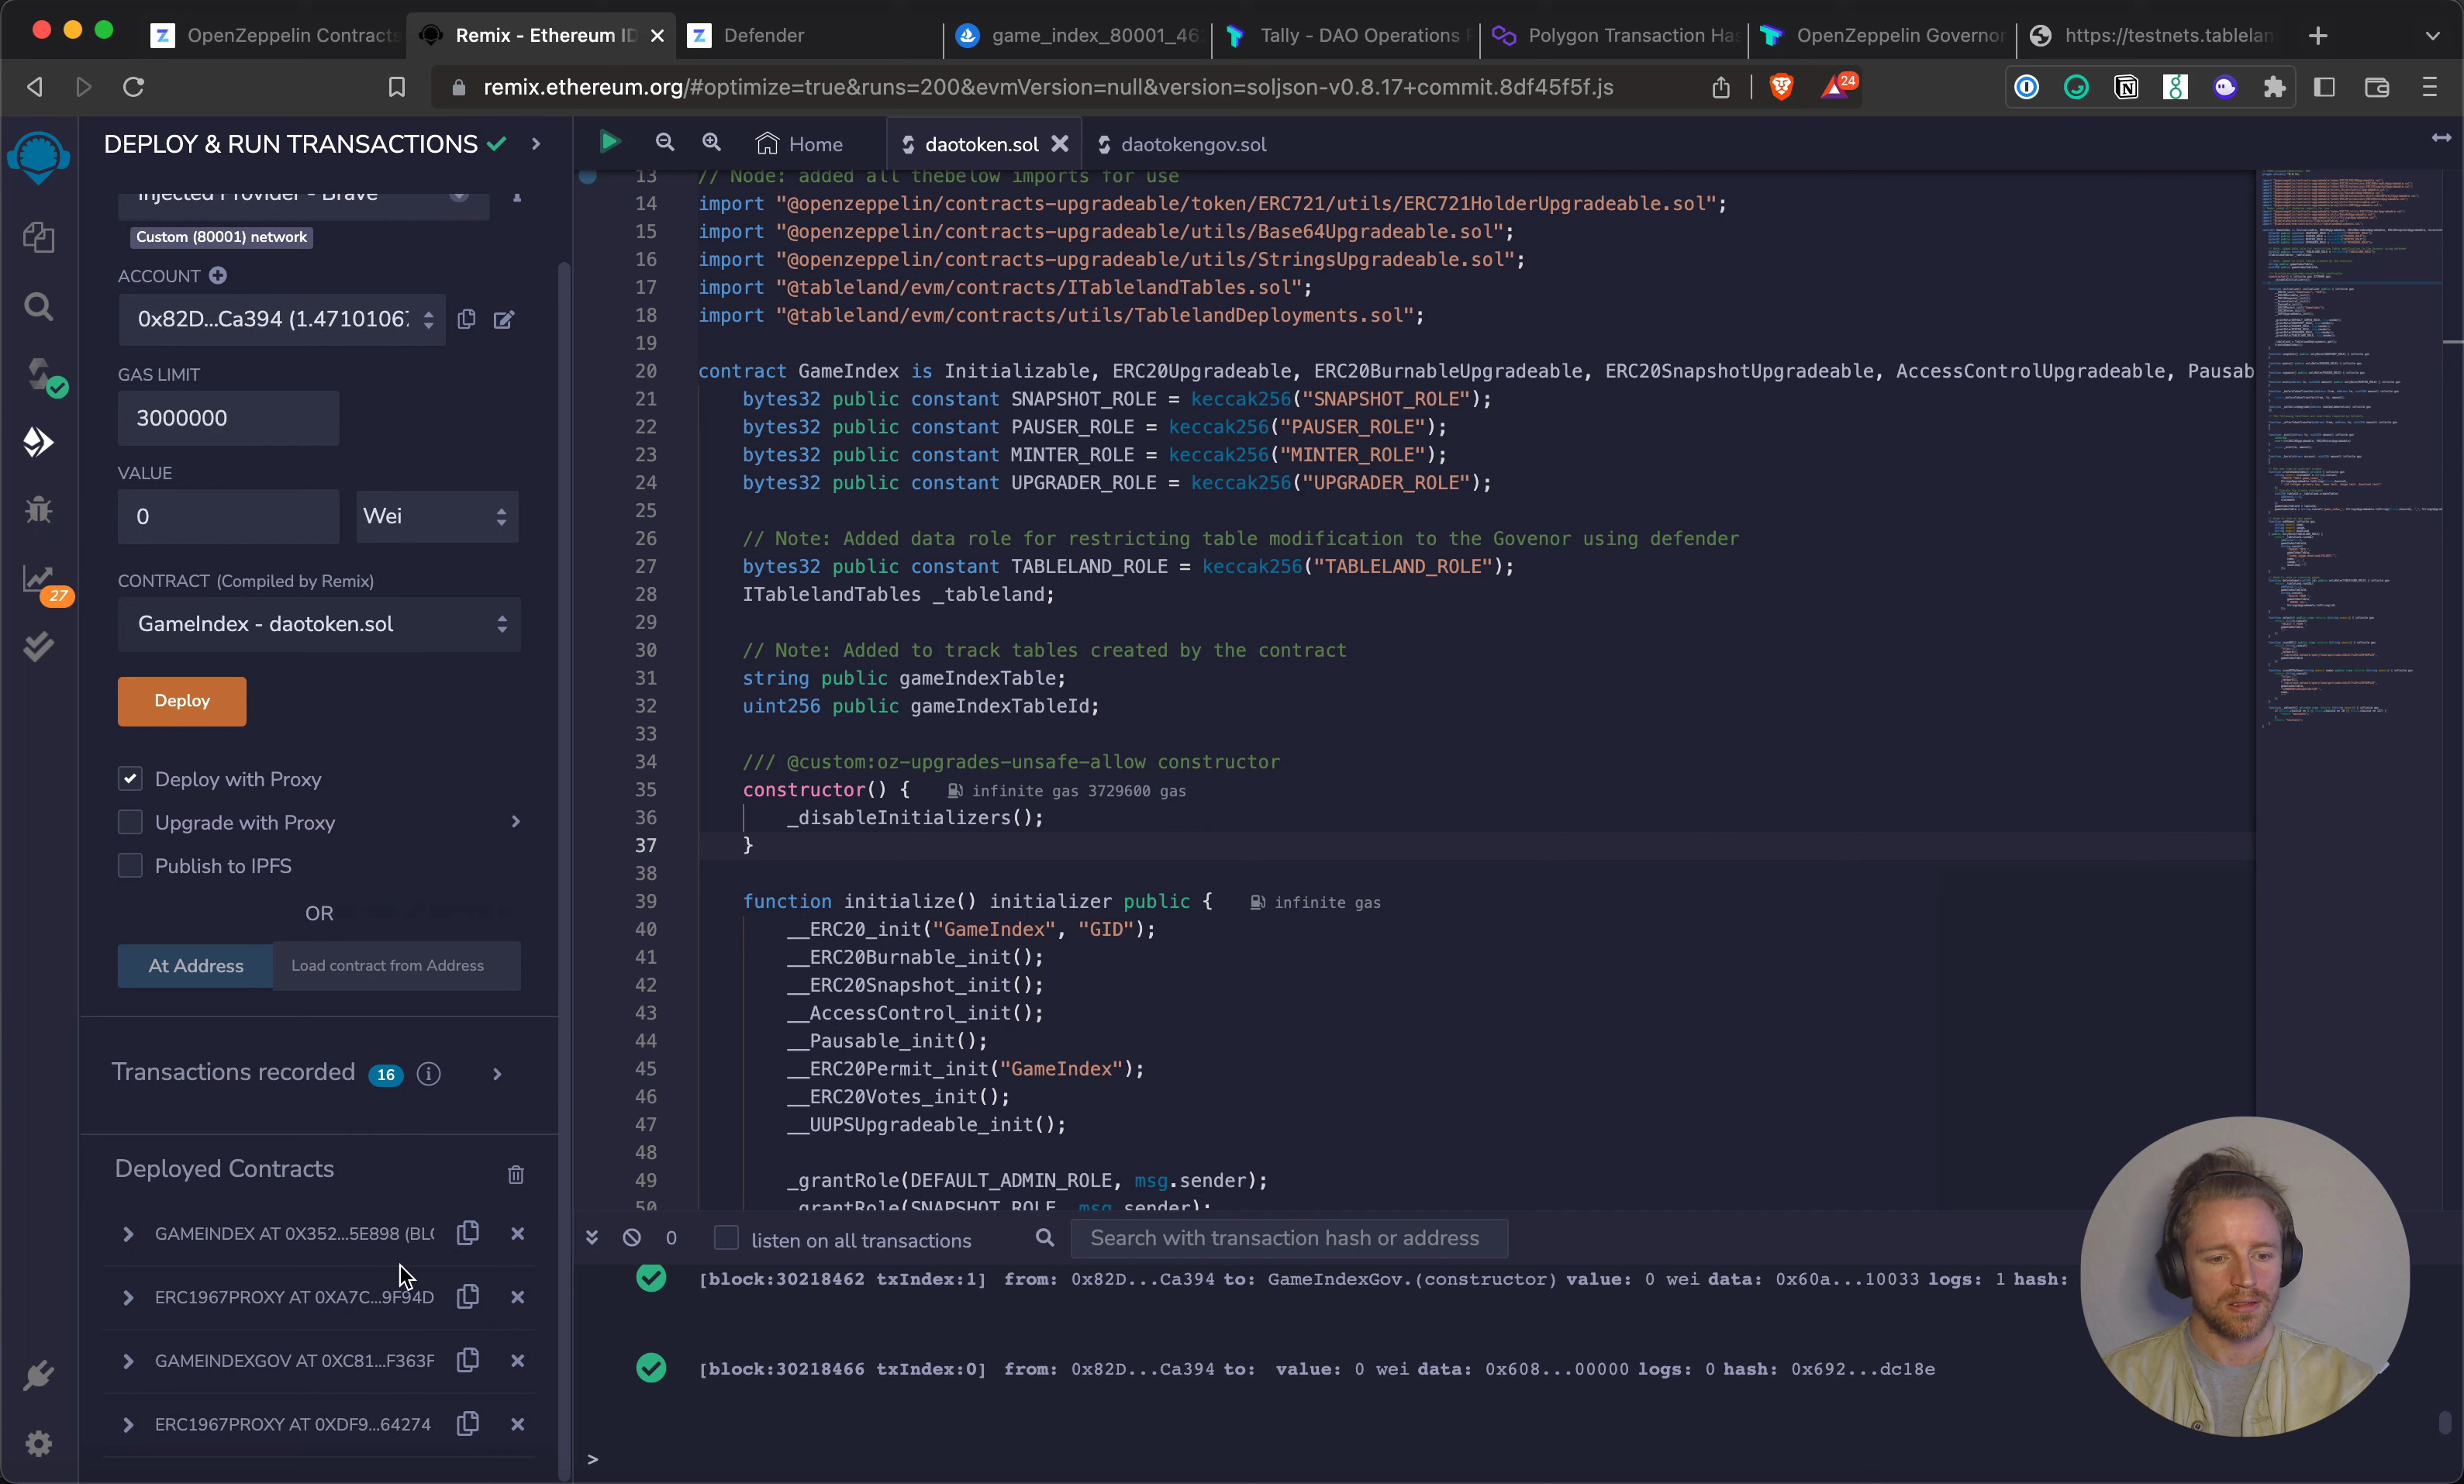 OpenZeppelin Contracts
Remix - Ethereum ID
Defender
game_index_80001_462
Tally - DAO Operations
Polygon Transaction Has
OpenZeppelin Governor
https://testnets.tablelan
remix.ethereum.org/#optimize=true&runs=200&evmVersion=null&version=soljson-v0.8.17+commit.8df45f5f.js
24
DEPLOY & RUN TRANSACTIONS
Injected Provider - Brave
Custom (80001) network
ACCOUNT
0x82D...Ca394 (1.47101067
GAS LIMIT
3000000
VALUE
0
Wei
CONTRACT (Compiled by Remix)
GameIndex - daotoken.sol
Deploy
Deploy with Proxy
Upgrade with Proxy
Publish to IPFS
OR
At Address
Load contract from Address
Transactions recorded 16
Deployed Contracts
GAMEINDEX AT 0X352...5E898 (BLO
ERC1967PROXY AT 0XA7C...9F94D
GAMEINDEXGOV AT 0XC81...F363F
ERC1967PROXY AT 0XDF9...64274
27
Home
daotoken.sol
daotokengov.sol
13 // Node: added all thebelow imports for use
14 import "@openzeppelin/contracts-upgradeable/token/ERC721/utils/ERC721HolderUpgradeable.sol";
15 import "@openzeppelin/contracts-upgradeable/utils/Base64Upgradeable.sol";
16 import "@openzeppelin/contracts-upgradeable/utils/StringsUpgradeable.sol";
17 import "@tableland/evm/contracts/ITablelandTables.sol";
18 import "@tableland/evm/contracts/utils/TablelandDeployments.sol";
19
20 contract GameIndex is Initializable, ERC20Upgradeable, ERC20BurnableUpgradeable, ERC20SnapshotUpgradeable, AccessControlUpgradeable, Pausab
21 bytes32 public constant SNAPSHOT_ROLE = keccak256("SNAPSHOT_ROLE");
22 bytes32 public constant PAUSER_ROLE = keccak256("PAUSER_ROLE");
23 bytes32 public constant MINTER_ROLE = keccak256("MINTER_ROLE");
24 bytes32 public constant UPGRADER_ROLE = keccak256("UPGRADER_ROLE");
25
26 // Note: Added data role for restricting table modification to the Govenor using defender
27 bytes32 public constant TABLELAND_ROLE = keccak256("TABLELAND_ROLE");
28 ITablelandTables _tableland;
29
30 // Note: Added to track tables created by the contract
31 string public gameIndexTable;
32 uint256 public gameIndexTableId;
33
34 /// @custom:oz-upgrades-unsafe-allow constructor
35 constructor() { infinite gas 3729600 gas
36 _disableInitializers();
37 }
38
39 function initialize() initializer public { infinite gas
40 __ERC20_init("GameIndex", "GID");
41 __ERC20Burnable_init();
42 __ERC20Snapshot_init();
43 __AccessControl_init();
44 __Pausable_init();
45 __ERC20Permit_init("GameIndex");
46 __ERC20Votes_init();
47 __UUPSUpgradeable_init();
48
49 _grantRole(DEFAULT_ADMIN_ROLE, msg.sender);
50 _grantRole(SNAPSHOT_ROLE, msg.sender);
0
listen on all transactions
Search with transaction hash or address
[block:30218462 txIndex:1] from: 0x82D...Ca394 to: GameIndexGov.(constructor) value: 0 wei data: 0x60a...10033 logs: 1 hash:
[block:30218466 txIndex:0] from: 0x82D...Ca394 to: value: 0 wei data: 0x608...00000 logs: 0 hash: 0x692...dc18e
>